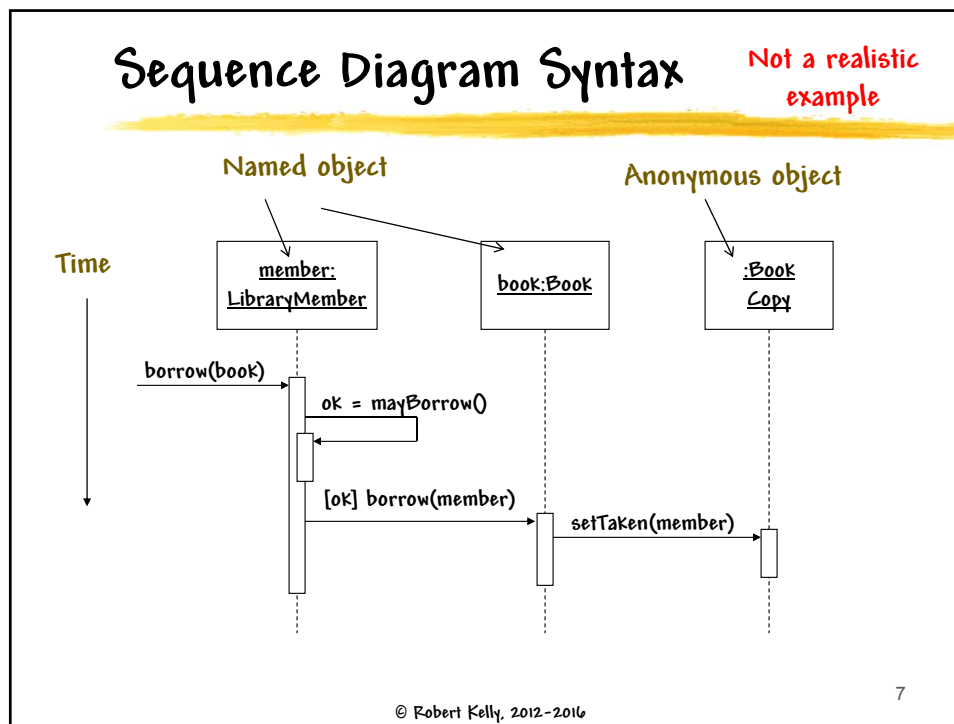 Sequence Diagram Syntax
Not a realistic
example
Named object
Anonymous object
Time
member:
LibraryMember
book:Book
:Book
Copy
borrow(book)
ok = mayBorrow()
[ok] borrow(member)
setTaken(member)
7
© Robert Kelly, 2012-2016